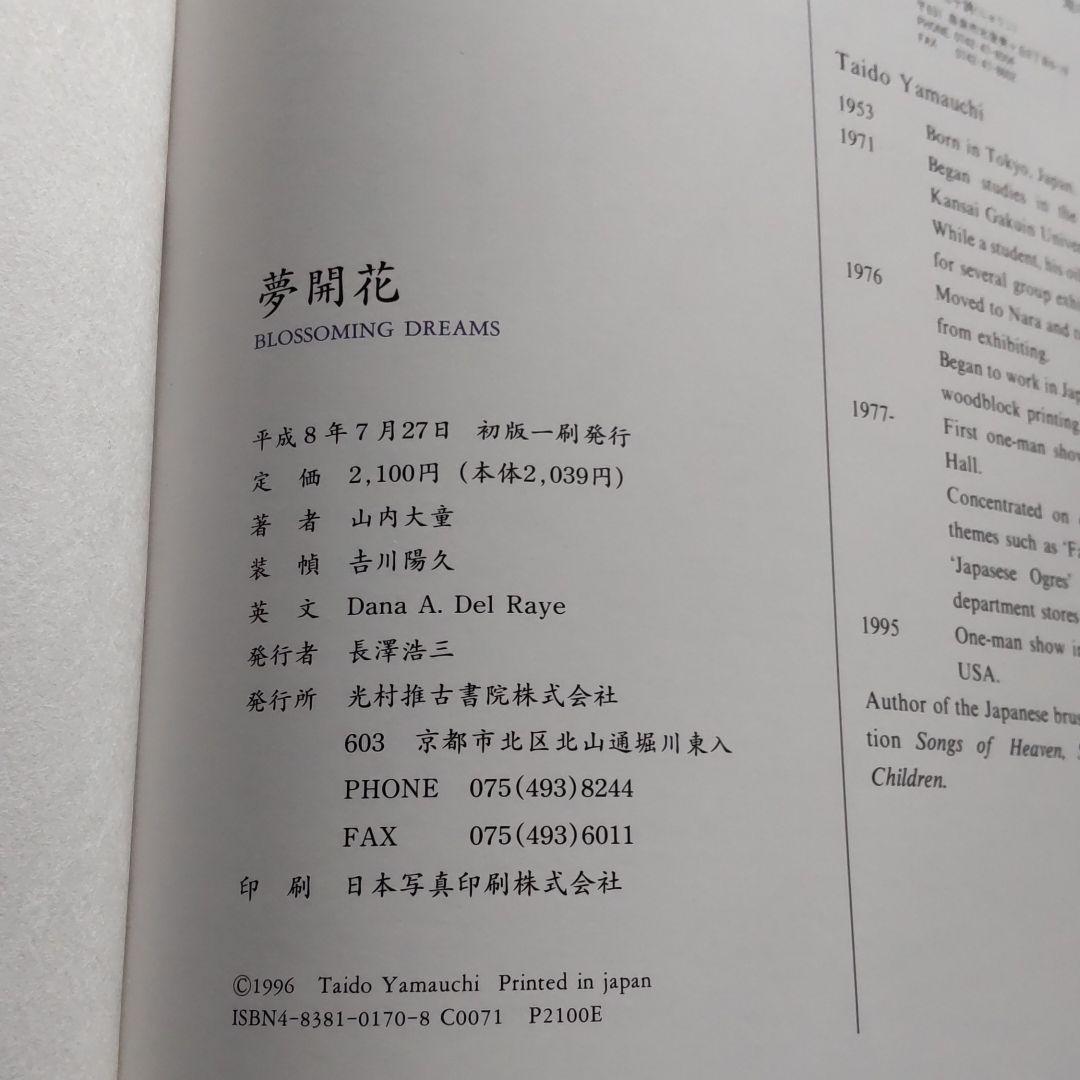 夢開花
BLOSSOMING DREAMS
平成8年7月27日 初版一刷発行
定 価 2,100円 (本体2,039円)
著 者 山内大童
装 幀 吉川陽久
英 文 Dana A. Del Raye
発行者 長澤浩三
発行所 光村推古書院株式会社
603 京都市北区北山通堀川東入
PHONE 075(493)8244
FAX 075(493)6011
印 刷 日本写真印刷株式会社
©1996 Taido Yamauchi Printed in japan
ISBN4-8381-0170-8 C0071 P2100E
FAX
Taido Yamauchi
1953 Born in Tokyo, Japan.
1971 Began studies in the
Kansai Gakuin
While a student, his
for several group
1976 Moved to Nara and
from exhibiting.
Began to work in
woodblock printing
1977- First one-man show
Hall.
Concentrated on
themes such as
'Japasese Ogres'
department stores
1995 One-man show
USA.
Author of the Japanese
tion Songs of Heaven,
Children.